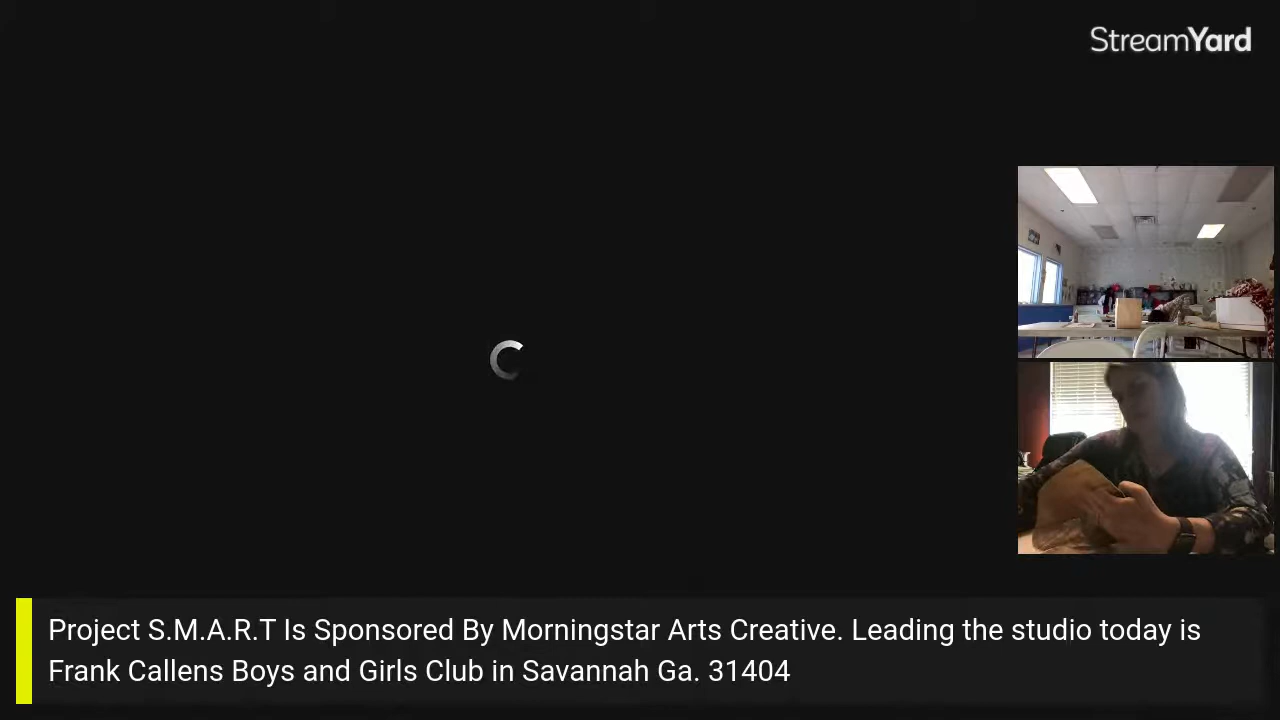 StreamYard
Project S.M.A.R.T Is Sponsored By Morningstar Arts Creative. Leading the studio today is
Frank Callens Boys and Girls Club in Savannah Ga. 31404